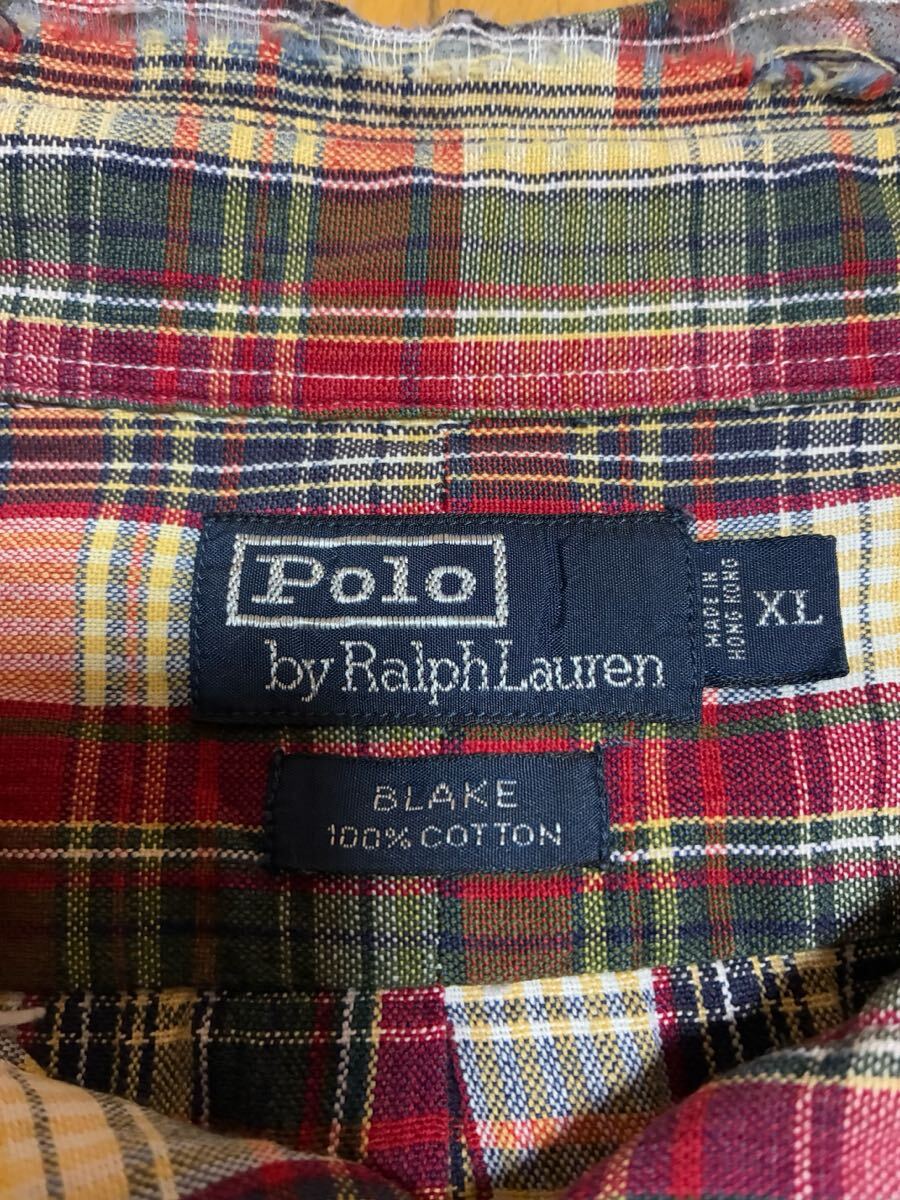 Polo
by Ralph Lauren
MADE IN
HONG KONG
XL
BLAKE
100% COTTON